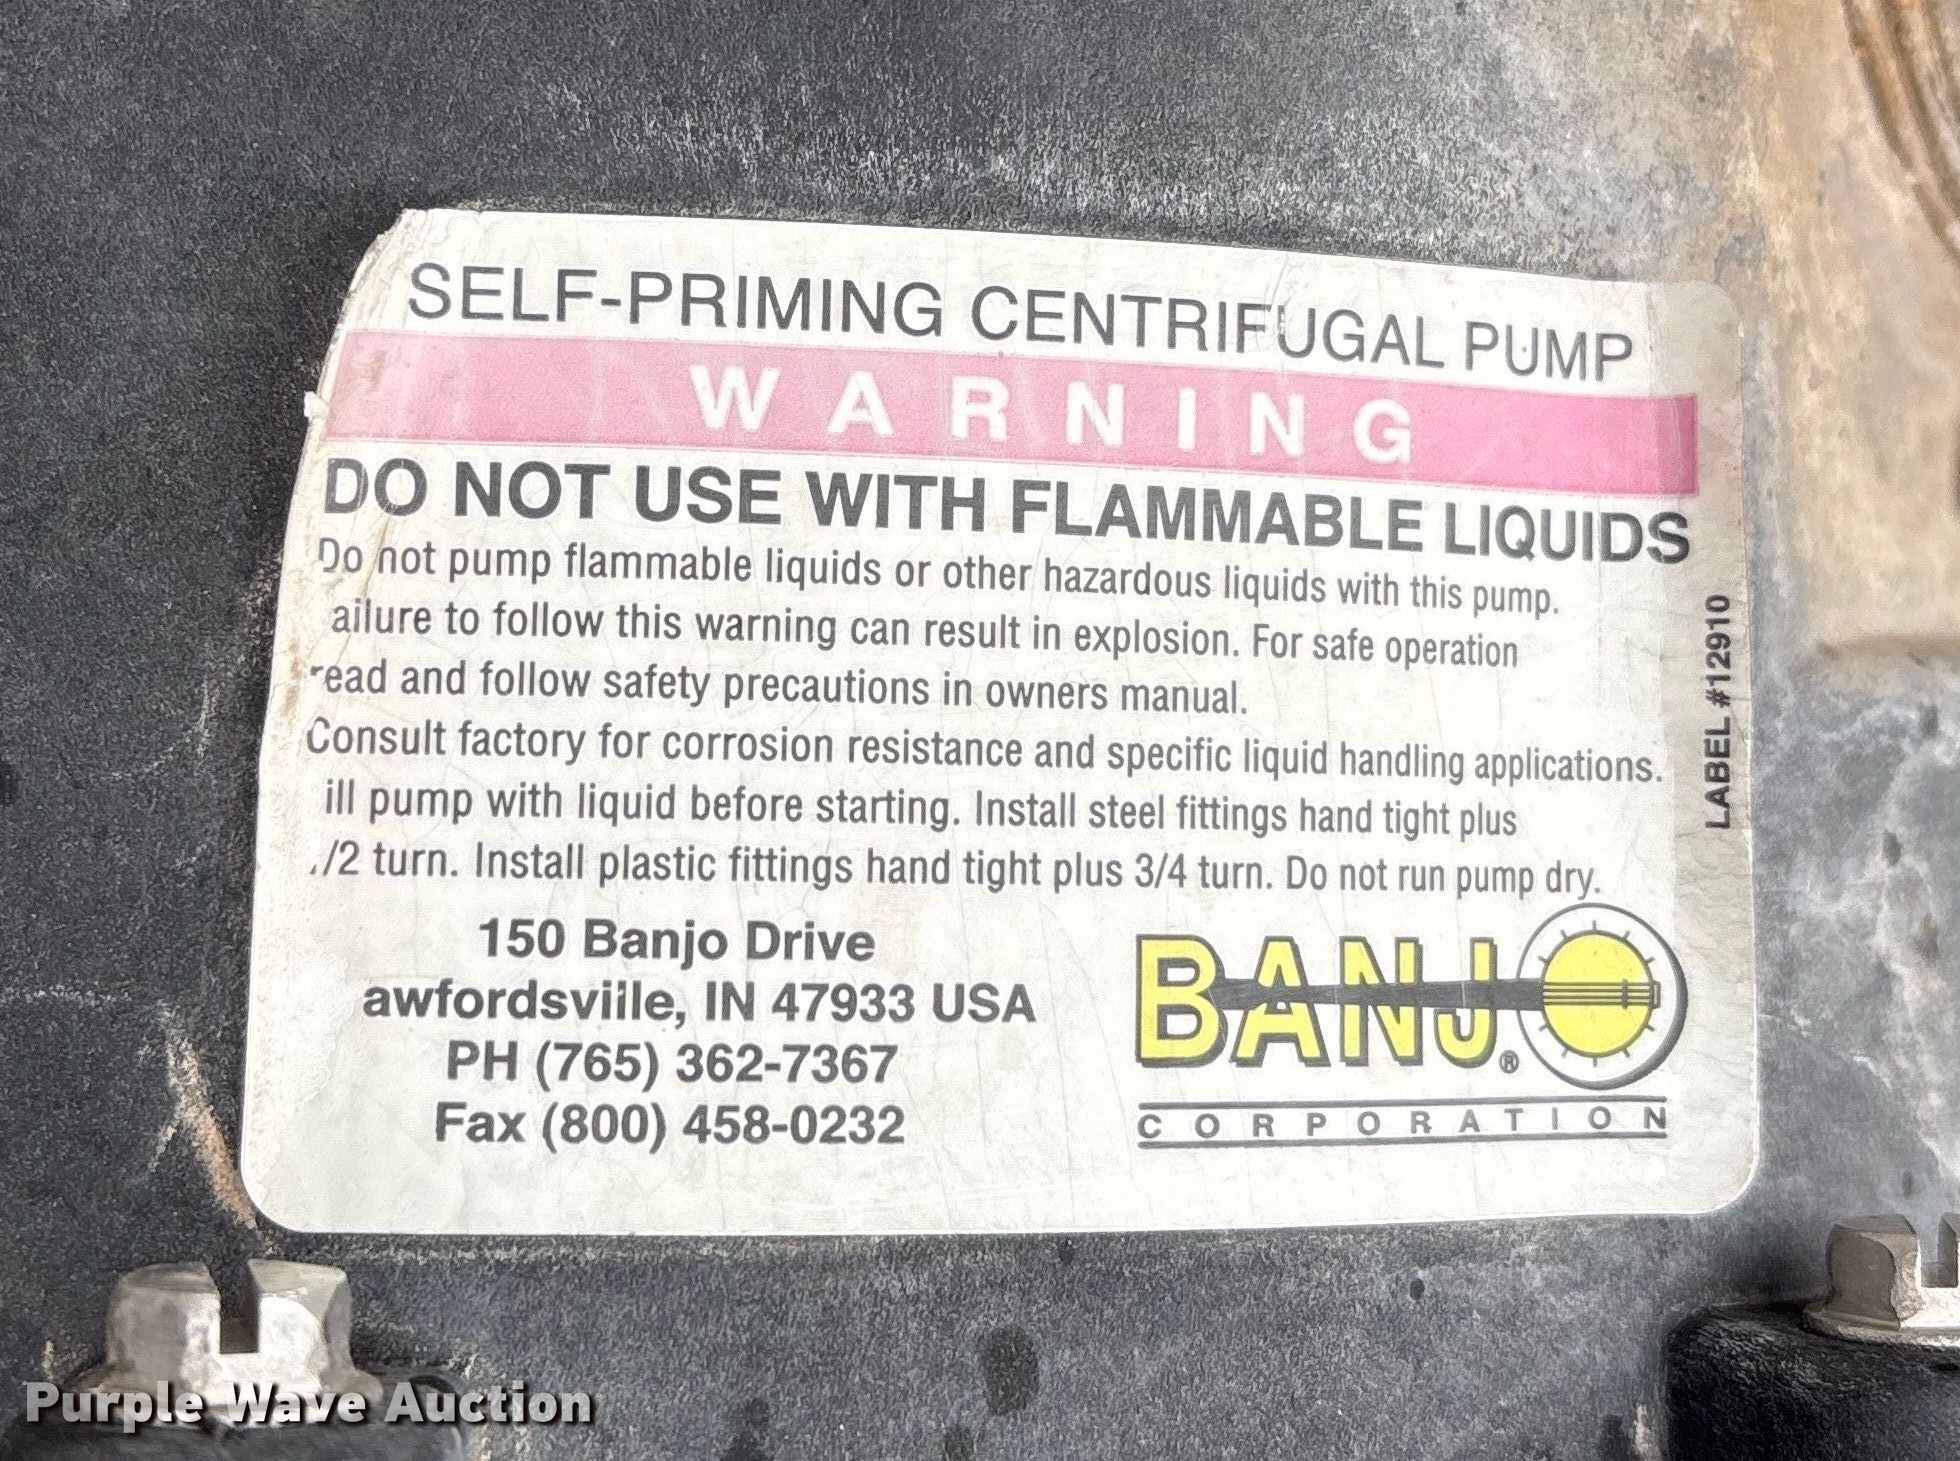 SELF-PRIMING CENTRIFUGAL PUMP
WARNING
DO NOT USE WITH FLAMMABLE LIQUIDS
Do not pump flammable liquids or other hazardous liquids with this pump.
ailure to follow this warning can result in explosion. For safe operation
read and follow safety precautions in owners manual.
Consult factory for corrosion resistance and specific liquid handling applications.
ill pump with liquid before starting. Install steel fittings hand tight plus
/2 turn. Install plastic fittings hand tight plus 3/4 turn. Do not run pump dry.
LABEL #12910
150 Banjo Drive
awfordsville, IN 47933 USA
PH (765) 362-7367
Fax (800) 458-0232
BANJO®
CORPORATION
Purple Wave Auction